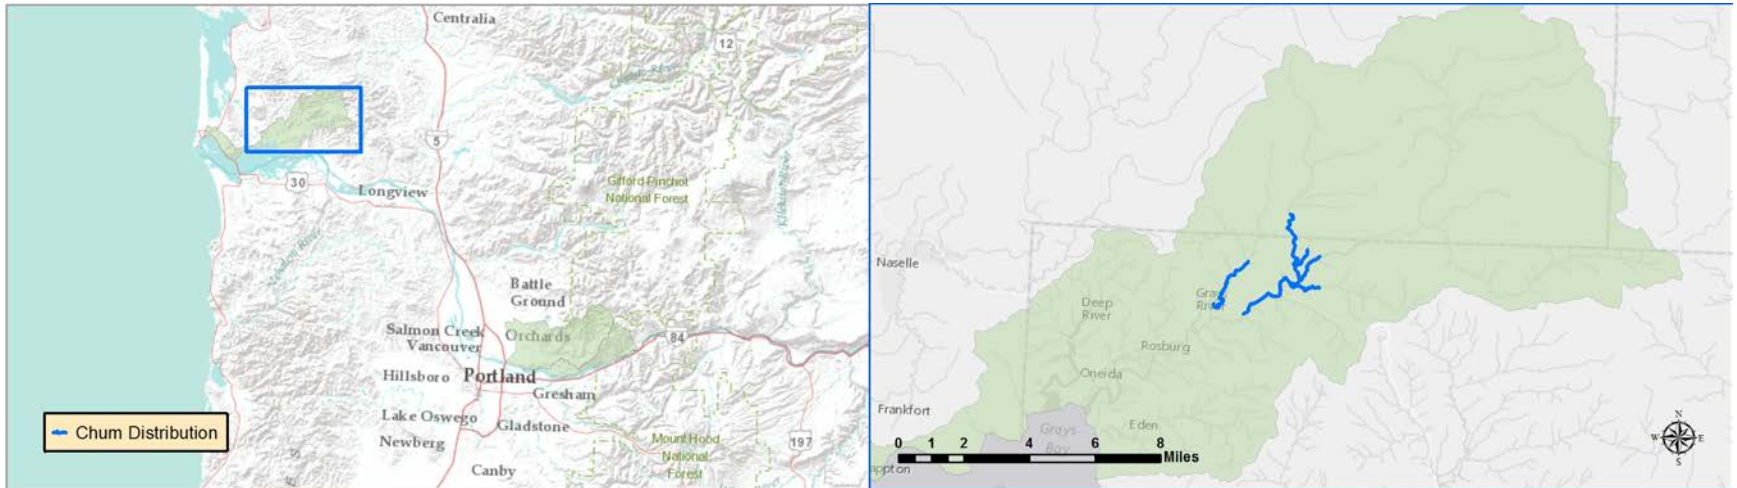 Centralia
12
5
30
Longview
Gifford Pinchot
National Forest
Battle
Ground
Salmon Creek
Orchards
Vancouver
84
Hillsboro
Portland
Gresham
Lake Oswego
Gladstone
Newberg
Mount Hood
National
Forest
197
Canby
Chum Distribution
Naselle
Deep
River
Grays
River
Rosburg
Oneida
Frankfort
Eden
Grays
Bay
0 1 2 4 6 8
Miles
N
W E
S